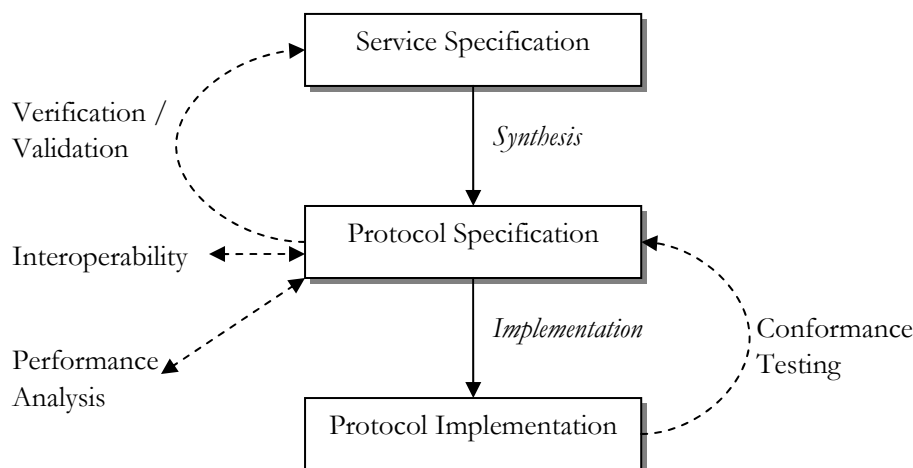 Service Specification
Verification /
Validation
Synthesis
Protocol Specification
Interoperability
Implementation
Conformance
Testing
Performance
Analysis
Protocol Implementation